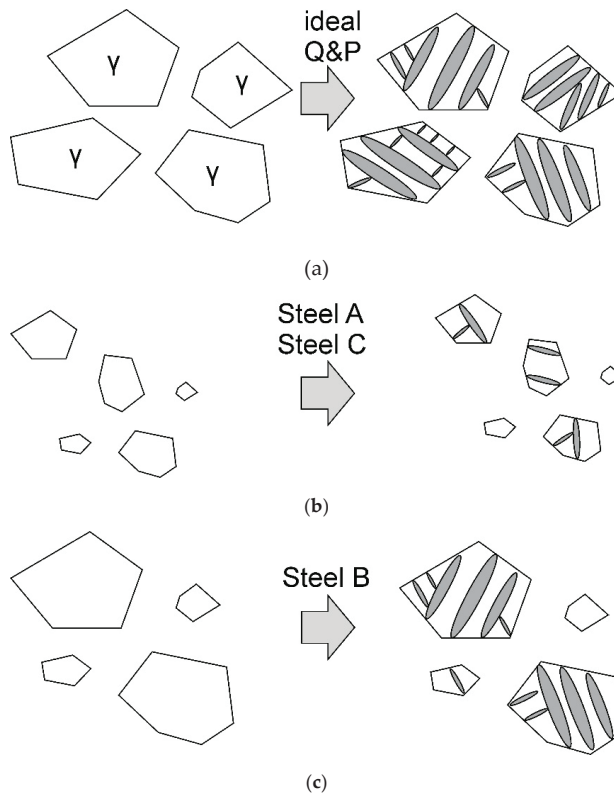 ideal
Q&P
γ
γ
γ
γ
(a)
Steel A
Steel C
(b)
Steel B
(c)